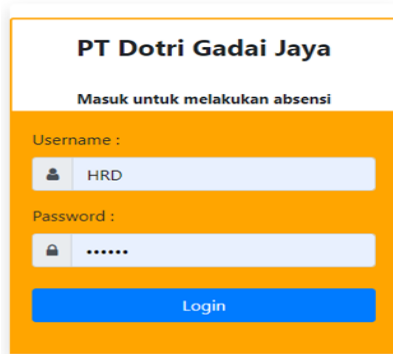 PT Dotri Gadai Jaya
Masuk untuk melakukan absensi
Username :
HRD
Password :
••••••
Login